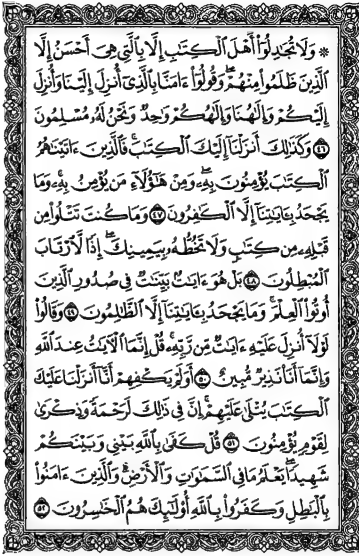 ۞ وَلَا تُجَٰدِلُوٓا۟ أَهْلَ ٱلْكِتَٰبِ إِلَّا بِٱلَّتِى هِىَ أَحْسَنُ إِلَّا
ٱلَّذِينَ ظَلَمُوا۟ مِنْهُمْ ۖ وَقُولُوٓا۟ ءَامَنَّا بِٱلَّذِىٓ أُنزِلَ إِلَيْنَا وَأُنزِلَ
إِلَيْكُمْ وَإِلَٰهُنَا وَإِلَٰهُكُمْ وَٰحِدٌ وَنَحْنُ لَهُۥ مُسْلِمُونَ
٤٦ وَكَذَٰلِكَ أَنزَلْنَآ إِلَيْكَ ٱلْكِتَٰبَ ۚ فَٱلَّذِينَ ءَاتَيْنَٰهُمُ
ٱلْكِتَٰبَ يُؤْمِنُونَ بِهِۦ ۖ وَمِنْ هَٰٓؤُلَآءِ مَن يُؤْمِنُ بِهِۦ ۚ وَمَا
يَجْحَدُ بِـَٔايَٰتِنَآ إِلَّا ٱلْكَٰفِرُونَ ٤٧ وَمَا كُنتَ تَتْلُوا۟ مِن
قَبْلِهِۦ مِن كِتَٰبٍ وَلَا تَخُطُّهُۥ بِيَمِينِكَ ۖ إِذًا لَّٱرْتَابَ
ٱلْمُبْطِلُونَ ٤٨ بَلْ هُوَ ءَايَٰتٌۢ بَيِّنَٰتٌ فِى صُدُورِ ٱلَّذِينَ
أُوتُوا۟ ٱلْعِلْمَ ۚ وَمَا يَجْحَدُ بِـَٔايَٰتِنَآ إِلَّا ٱلظَّٰلِمُونَ ٤٩ وَقَالُوا۟
لَوْلَآ أُنزِلَ عَلَيْهِ ءَايَٰتٌ مِّن رَّبِّهِۦ ۖ قُلْ إِنَّمَا ٱلْـَٔايَٰتُ عِندَ ٱللَّهِ
وَإِنَّمَآ أَنَا۠ نَذِيرٌ مُّبِينٌ ٥٠ أَوَلَمْ يَكْفِهِمْ أَنَّآ أَنزَلْنَا عَلَيْكَ
ٱلْكِتَٰبَ يُتْلَىٰ عَلَيْهِمْ ۚ إِنَّ فِى ذَٰلِكَ لَرَحْمَةً وَذِكْرَىٰ
لِقَوْمٍ يُؤْمِنُونَ ٥١ قُلْ كَفَىٰ بِٱللَّهِ بَيْنِى وَبَيْنَكُمْ
شَهِيدًا ۖ يَعْلَمُ مَا فِى ٱلسَّمَٰوَٰتِ وَٱلْأَرْضِ ۗ وَٱلَّذِينَ ءَامَنُوا۟
بِٱلْبَٰطِلِ وَكَفَرُوا۟ بِٱللَّهِ أُو۟لَٰٓئِكَ هُمُ ٱلْخَٰسِرُونَ ٥٢